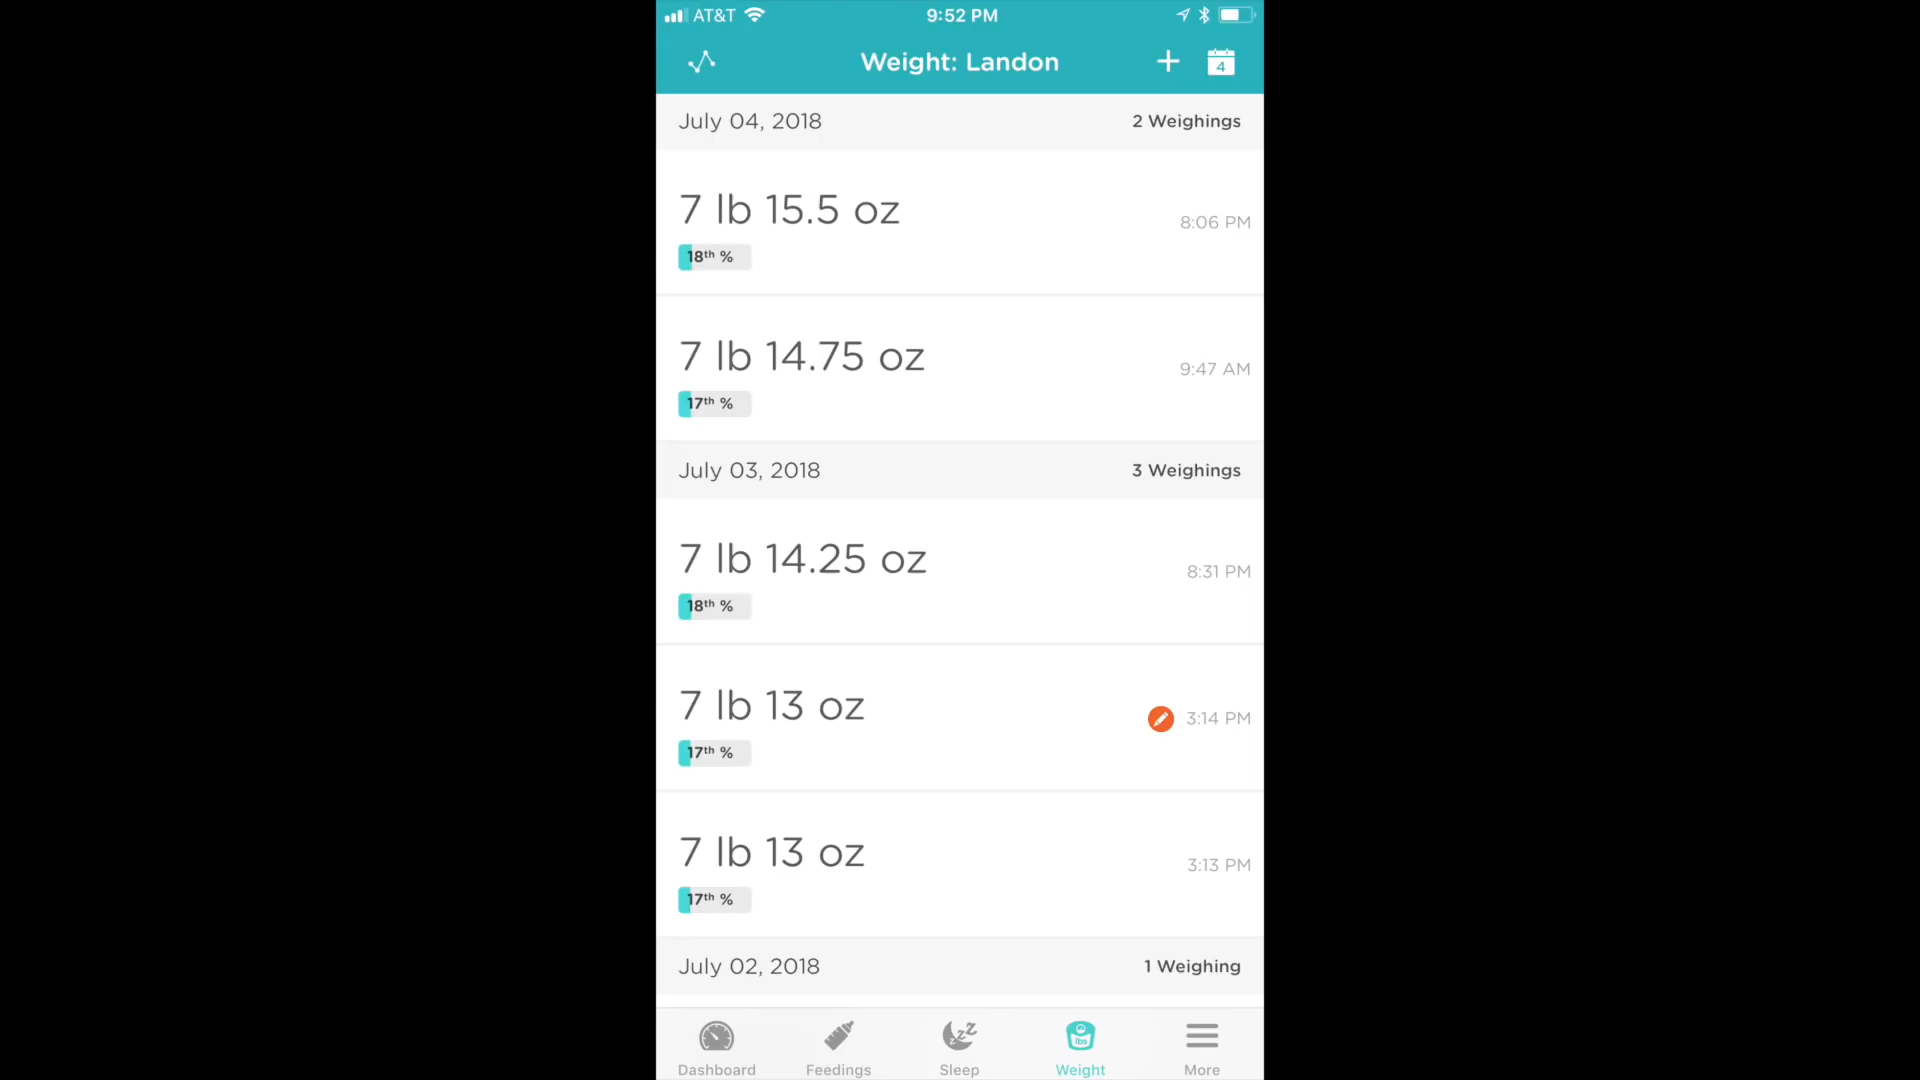 AT&T 9:52 PM
Weight: Landon
4
July 04, 2018 2 Weighings
7 lb 15.5 oz
8:06 PM
18th %
7 lb 14.75 oz
9:47 AM
17th %
July 03, 2018 3 Weighings
7 lb 14.25 oz
8:31 PM
18th %
7 lb 13 oz
3:14 PM
17th %
7 lb 13 oz
3:13 PM
17th %
July 02, 2018 1 Weighing
zzZ lbs
Dashboard Feedings Sleep Weight More